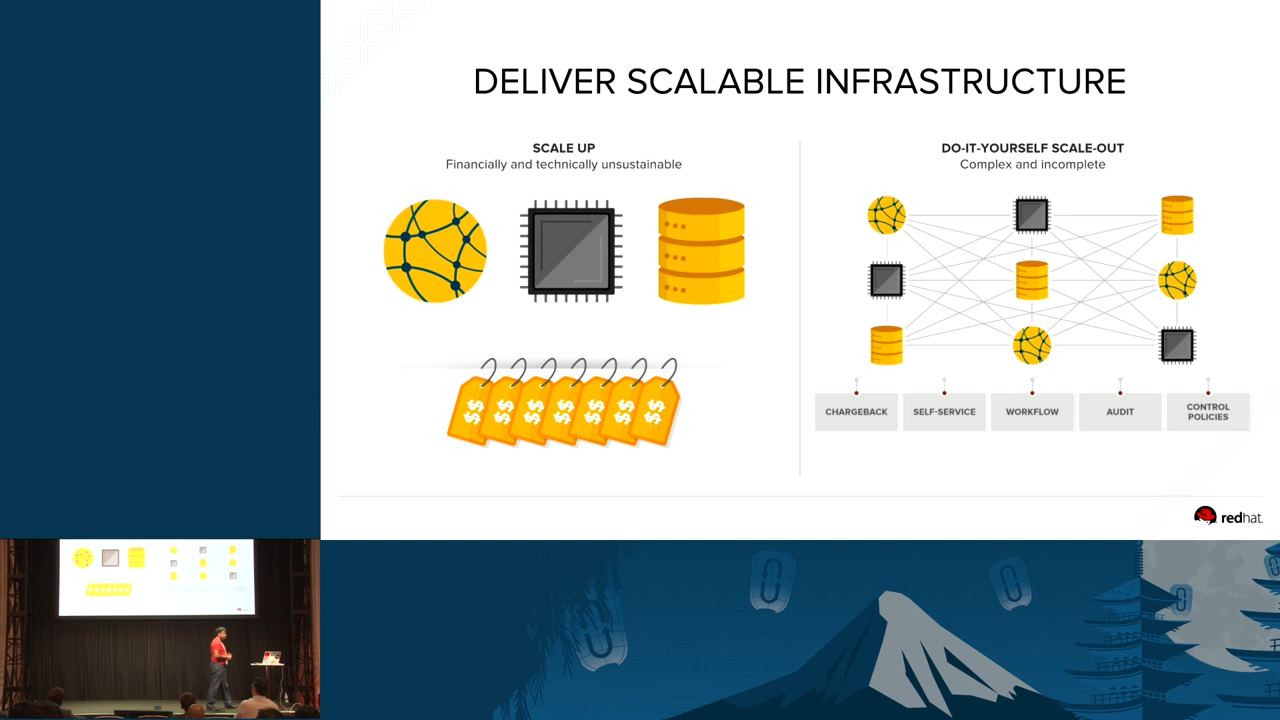 DELIVER SCALABLE INFRASTRUCTURE
SCALE UP
Financially and technically unsustainable
$$ $$ $$ $$ $$ $$ $$
DO-IT-YOURSELF SCALE-OUT
Complex and incomplete
CHARGEBACK
SELF-SERVICE
WORKFLOW
AUDIT
CONTROL
POLICIES
redhat.